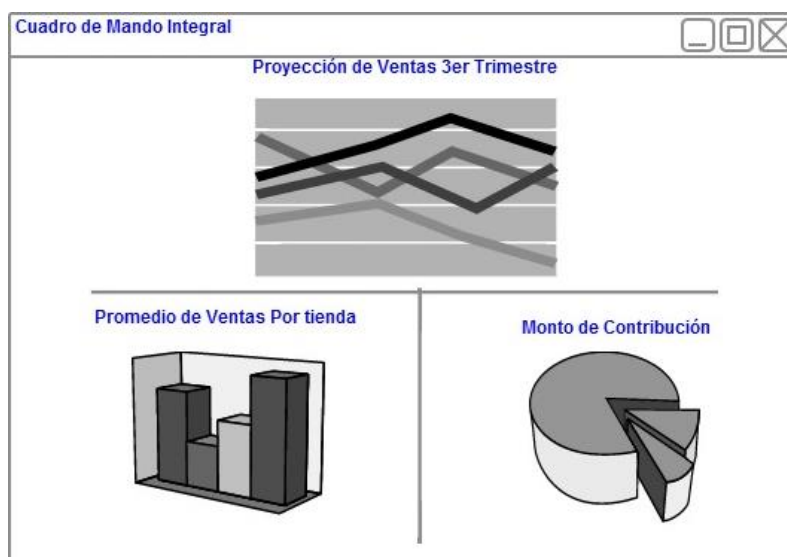 Cuadro de Mando Integral
Proyección de Ventas 3er Trimestre
Promedio de Ventas Por tienda
Monto de Contribución